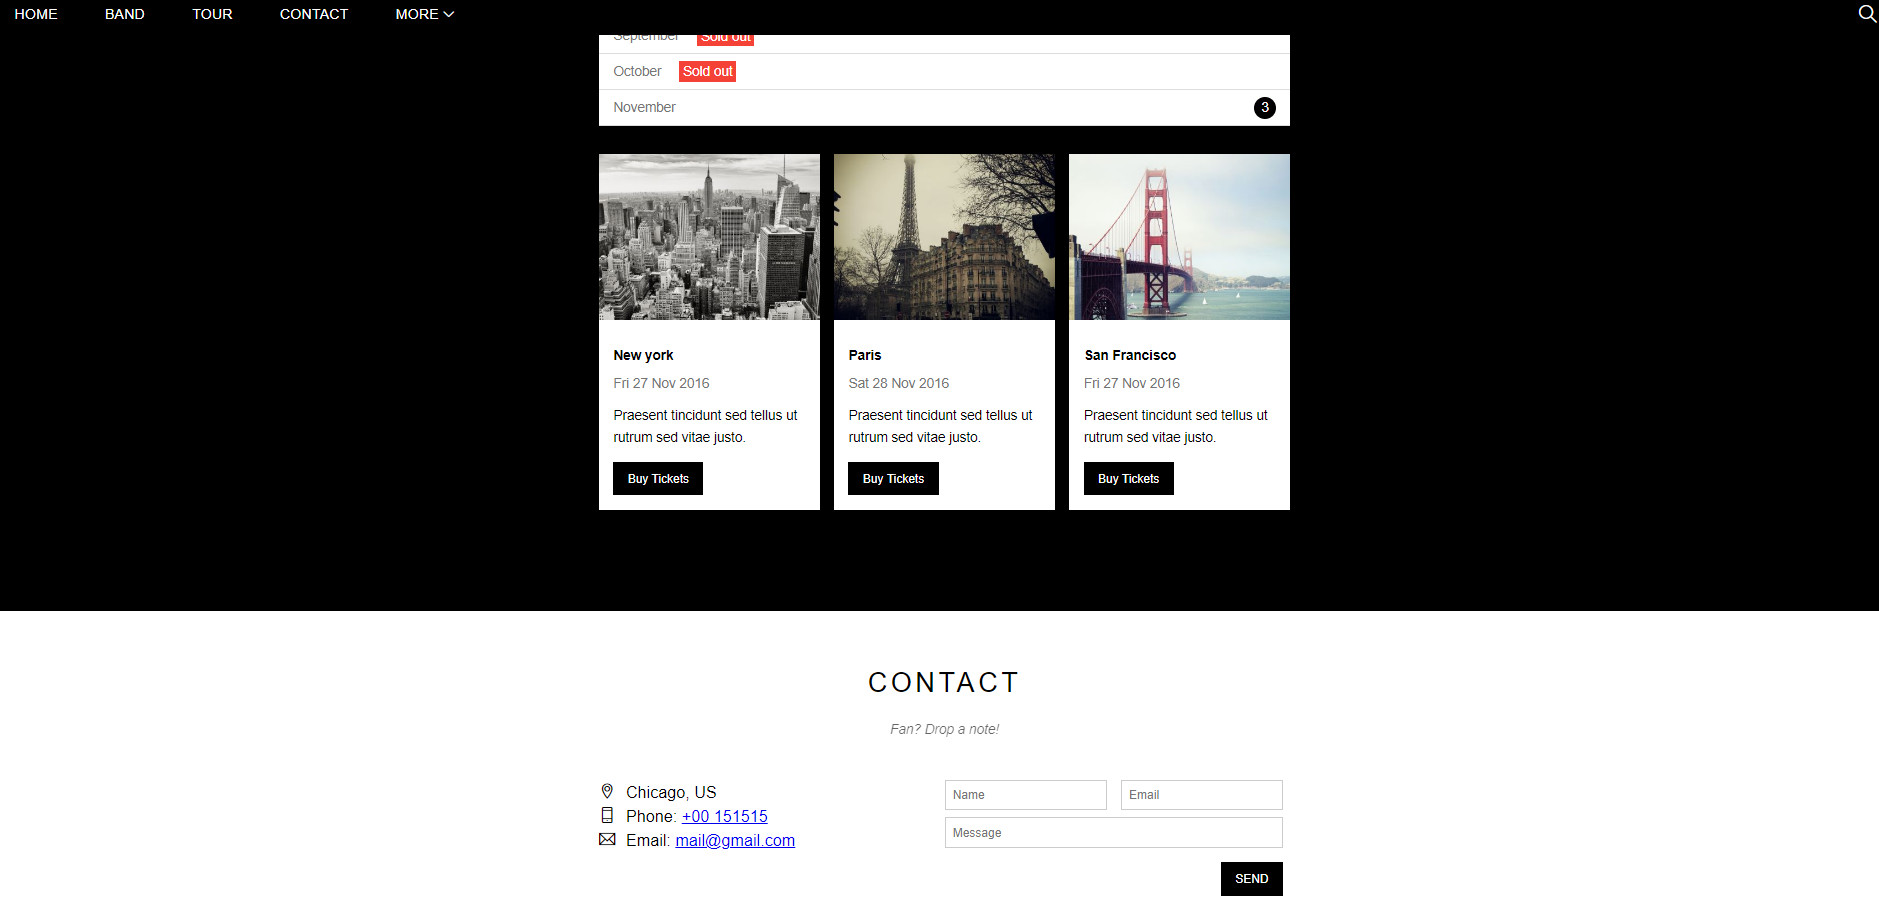 HOME BAND TOUR CONTACT MORE
September Sold out
October Sold out
November 3
New york
Fri 27 Nov 2016
Praesent tincidunt sed tellus ut
rutrum sed vitae justo.
Buy Tickets
Paris
Sat 28 Nov 2016
Praesent tincidunt sed tellus ut
rutrum sed vitae justo.
Buy Tickets
San Francisco
Fri 27 Nov 2016
Praesent tincidunt sed tellus ut
rutrum sed vitae justo.
Buy Tickets
CONTACT
Fan? Drop a note!
Chicago, US
Phone: +00 151515
Email: mail@gmail.com
Name Email
Message
SEND